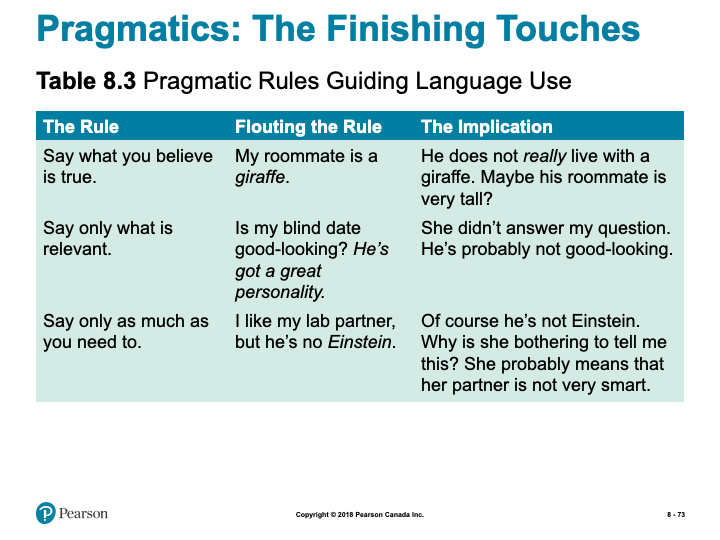 Pragmatics: The Finishing Touches
Table 8.3 Pragmatic Rules Guiding Language Use
The Rule
Flouting the Rule
The Implication
Say what you believe
is true.
My roommate is a
giraffe.
He does not really live with a
giraffe. Maybe his roommate is
very tall?
Say only what is
relevant.
Is my blind date
good-looking? He’s
got a great
personality.
She didn’t answer my question.
He’s probably not good-looking.
Say only as much as
you need to.
I like my lab partner,
but he’s no Einstein.
Of course he’s not Einstein.
Why is she bothering to tell me
this? She probably means that
her partner is not very smart.
P Pearson
Copyright © 2018 Pearson Canada Inc.
8 - 73